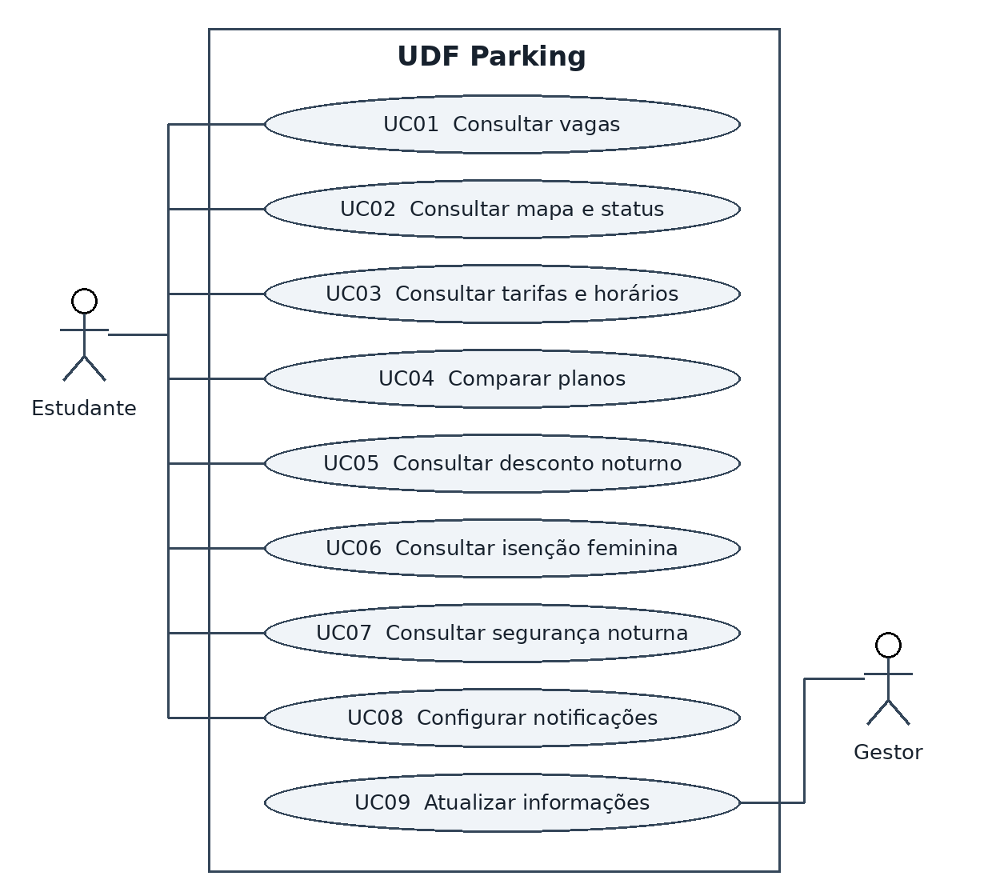 UDF Parking
UC01  Consultar vagas
UC02  Consultar mapa e status
UC03  Consultar tarifas e horários
UC04  Comparar planos
Estudante
UC05  Consultar desconto noturno
UC06  Consultar isenção feminina
UC07  Consultar segurança noturna
UC08  Configurar notificações
Gestor
UC09  Atualizar informações